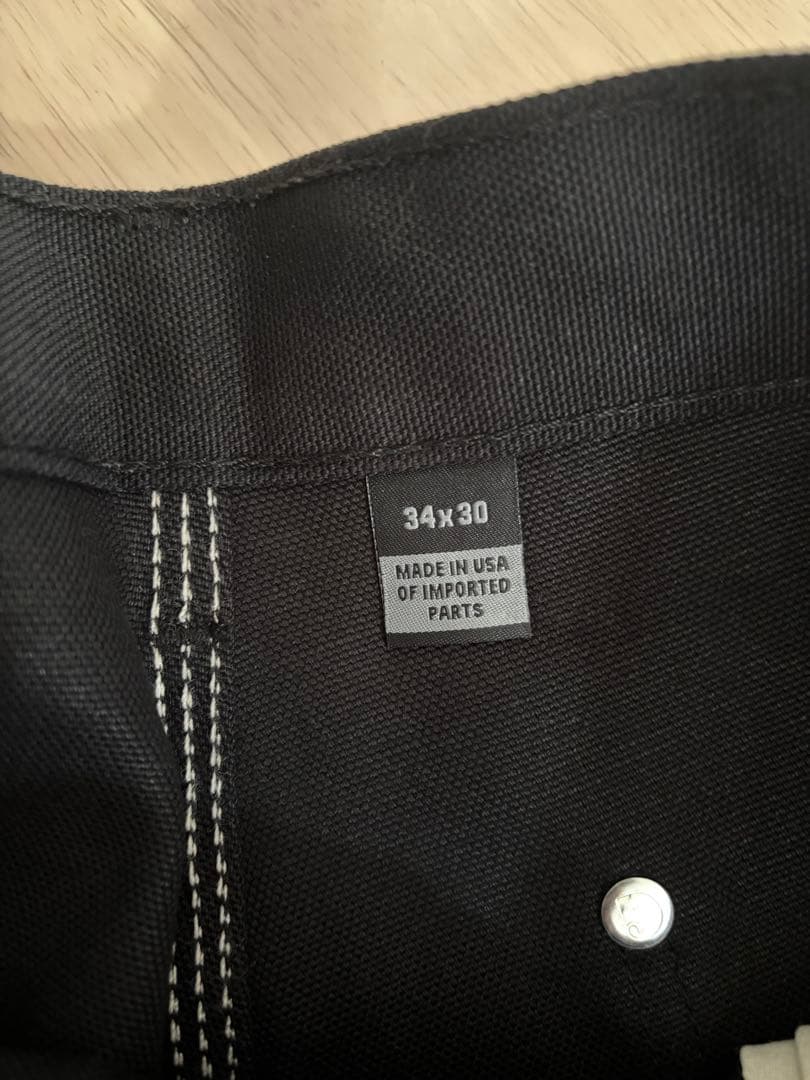 34x30
MADE IN USA
OF IMPORTED
PARTS